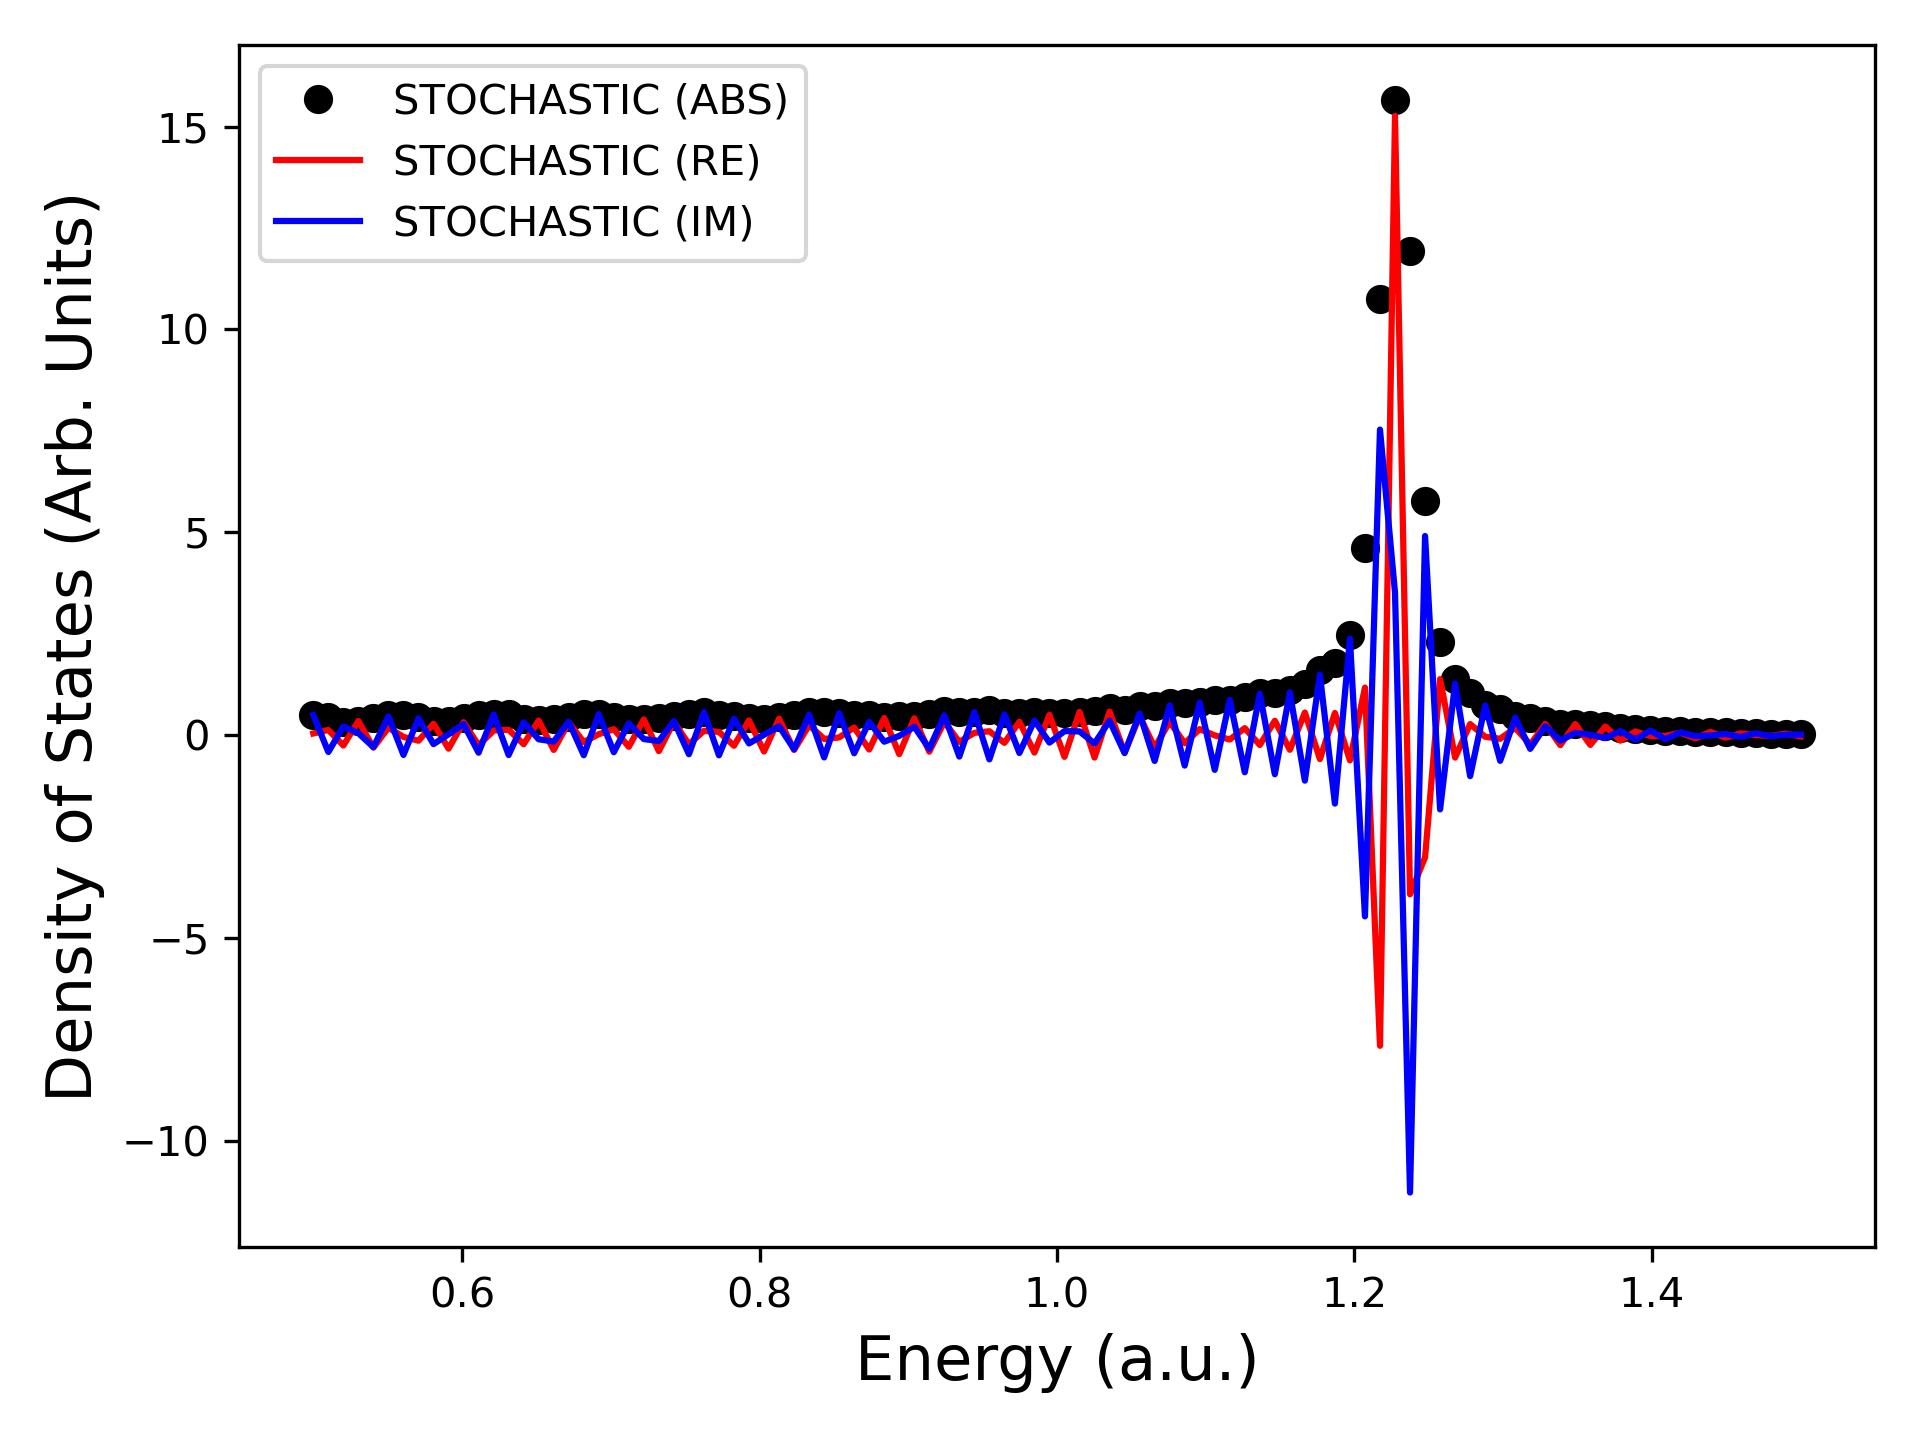 STOCHASTIC (ABS)
STOCHASTIC (RE)
STOCHASTIC (IM)
Density of States (Arb. Units)
15
10
5
0
−5
−10
0.6
0.8
1.0
1.2
1.4
Energy (a.u.)